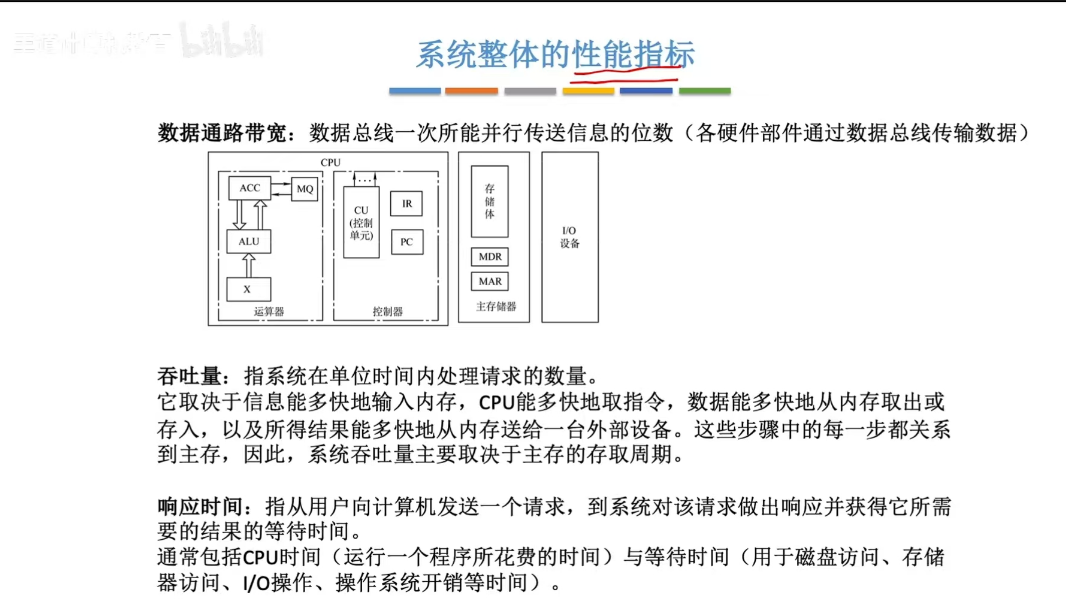 bilibili
系统整体的性能指标
数据通路带宽：数据总线一次所能并行传送信息的位数（各硬件部件通过数据总线传输数据）
CPU
ACC
MQ
ALU
X
运算器
CU
(控制
单元)
IR
PC
控制器
存
储
体
MDR
MAR
主存储器
I/O
设备
吞吐量：指系统在单位时间内处理请求的数量。
它取决于信息能多快地输入内存，CPU能多快地取指令，数据能多快地从内存取出或
存入，以及所得结果能多快地从内存送给一台外部设备。这些步骤中的每一步都关系
到主存，因此，系统吞吐量主要取决于主存的存取周期。
响应时间：指从用户向计算机发送一个请求，到系统对该请求做出响应并获得它所需
要的结果的等待时间。
通常包括CPU时间（运行一个程序所花费的时间）与等待时间（用于磁盘访问、存储
器访问、I/O操作、操作系统开销等时间）。